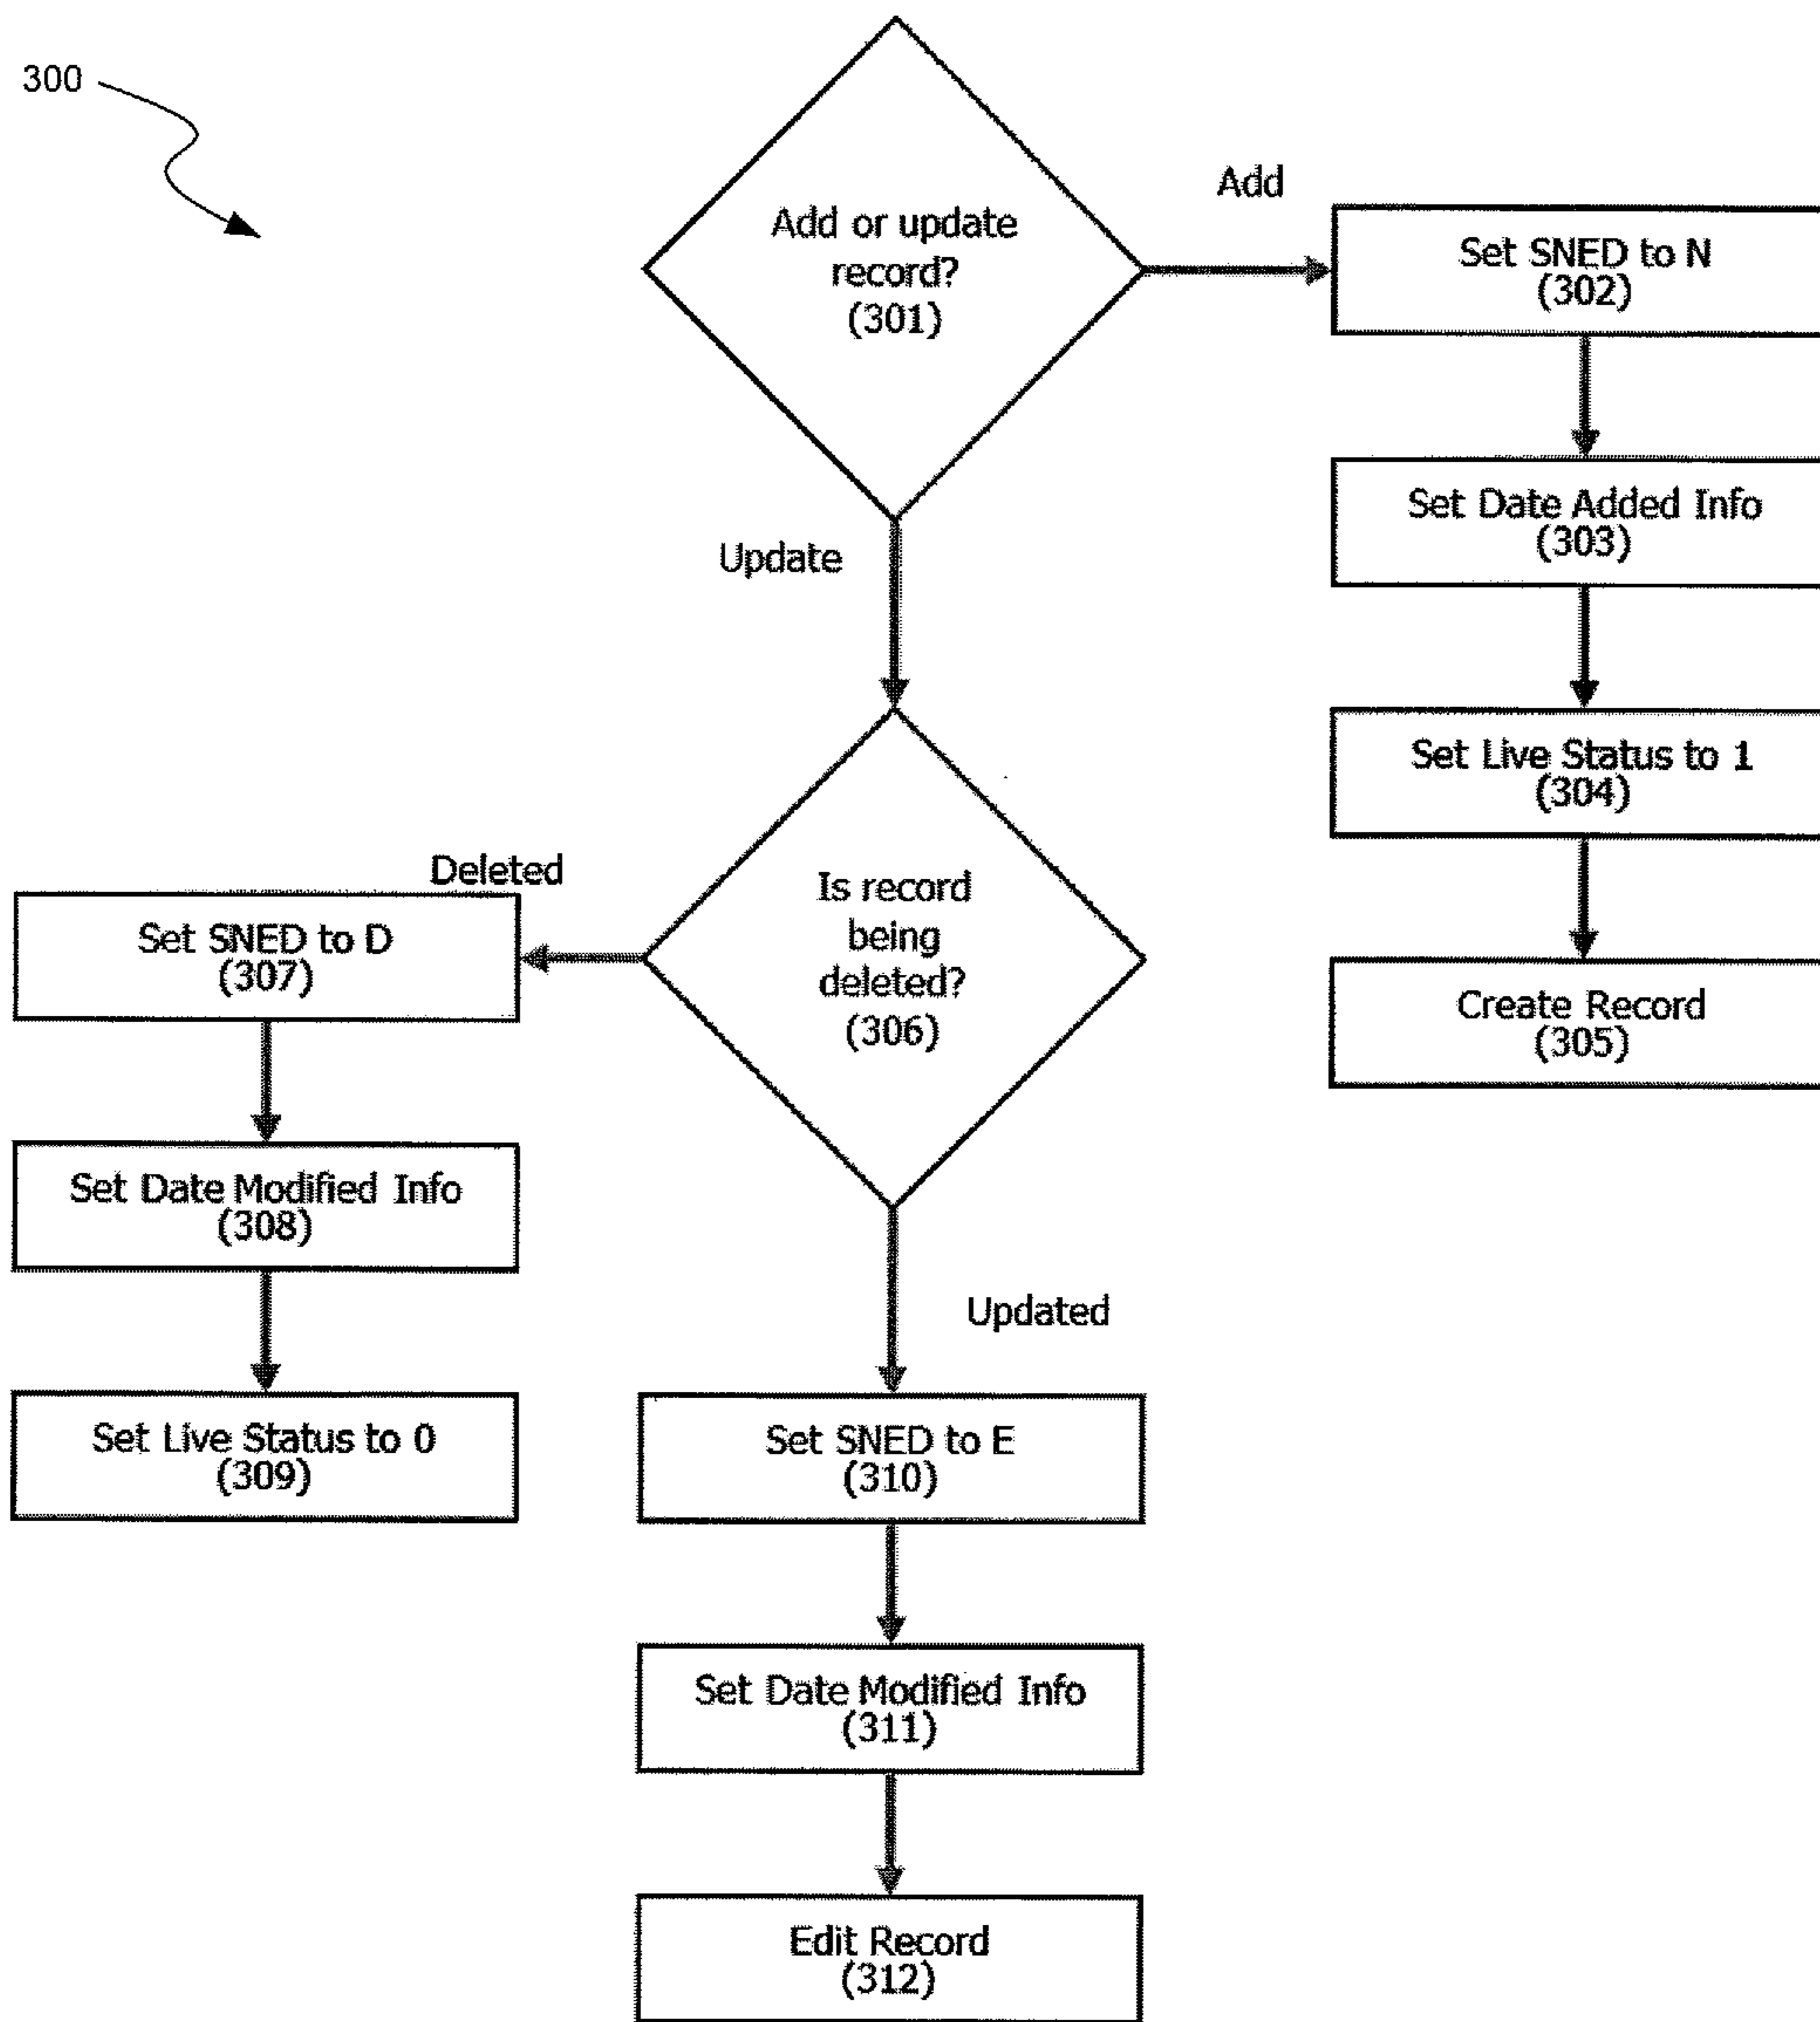 300
Add or update
record?
(301)
Add
Set SNED to N
(302)
Set Date Added Info
(303)
Set Live Status to 1
(304)
Create Record
(305)
Update
Is record
being
deleted?
(306)
Deleted
Set SNED to D
(307)
Set Date Modified Info
(308)
Set Live Status to 0
(309)
Updated
Set SNED to E
(310)
Set Date Modified Info
(311)
Edit Record
(312)